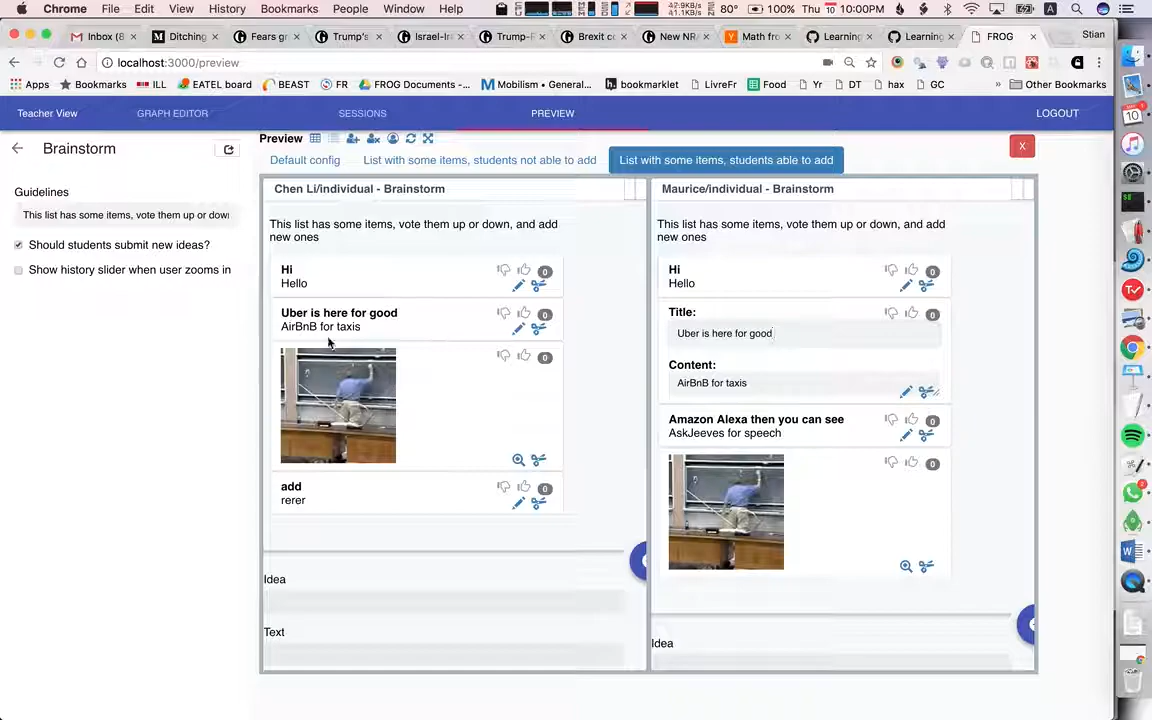 Chrome File Edit View History Bookmarks People Window Help 47.9KB/s 41.1KB/s 80° 100% Thu 10 10:00PM
Inbox (8 Ditching Fears gr Trump's Israel-Ir Trump-F Brexit co New NRA Math fro Learning Learning FROG Stian
localhost:3000/preview
Apps Bookmarks ILL EATEL board BEAST FR FROG Documents -... Mobilism • General... bookmarklet LivreFr Food Yr DT hax GC » Other Bookmarks
Teacher View GRAPH EDITOR SESSIONS PREVIEW LOGOUT
Brainstorm
Guidelines
This list has some items, vote them up or down
Should students submit new ideas?
Show history slider when user zooms in
Preview
X
Default config List with some items, students not able to add List with some items, students able to add
Chen Li/individual - Brainstorm
This list has some items, vote them up or down, and add
new ones
Hi
0
Hello
Uber is here for good
0
AirBnB for taxis
0
add
0
rerer
Idea
Text
Maurice/individual - Brainstorm
This list has some items, vote them up or down, and add
new ones
Hi
0
Hello
Title:
0
Uber is here for good
Content:
AirBnB for taxis
Amazon Alexa then you can see
0
AskJeeves for speech
0
Idea